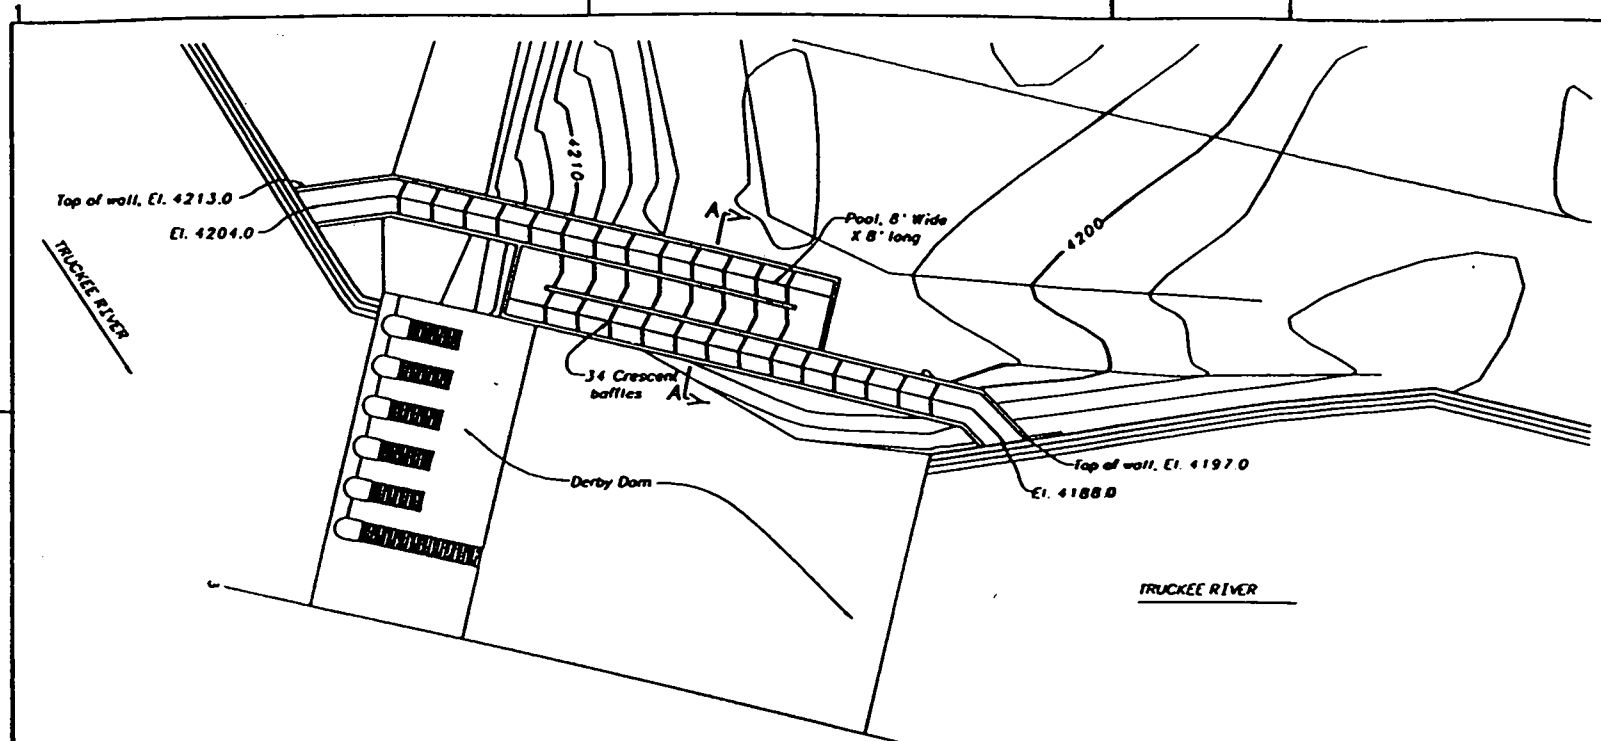 1
4210
Top of wall, El. 4213.0
El. 4204.0
A
Pool, 8' Wide
X 8' long
4200
TRUCKEE RIVER
34 Crescent
baffles
A
Top of wall, El. 4197.0
El. 4188.0
Derby Dam
TRUCKEE RIVER